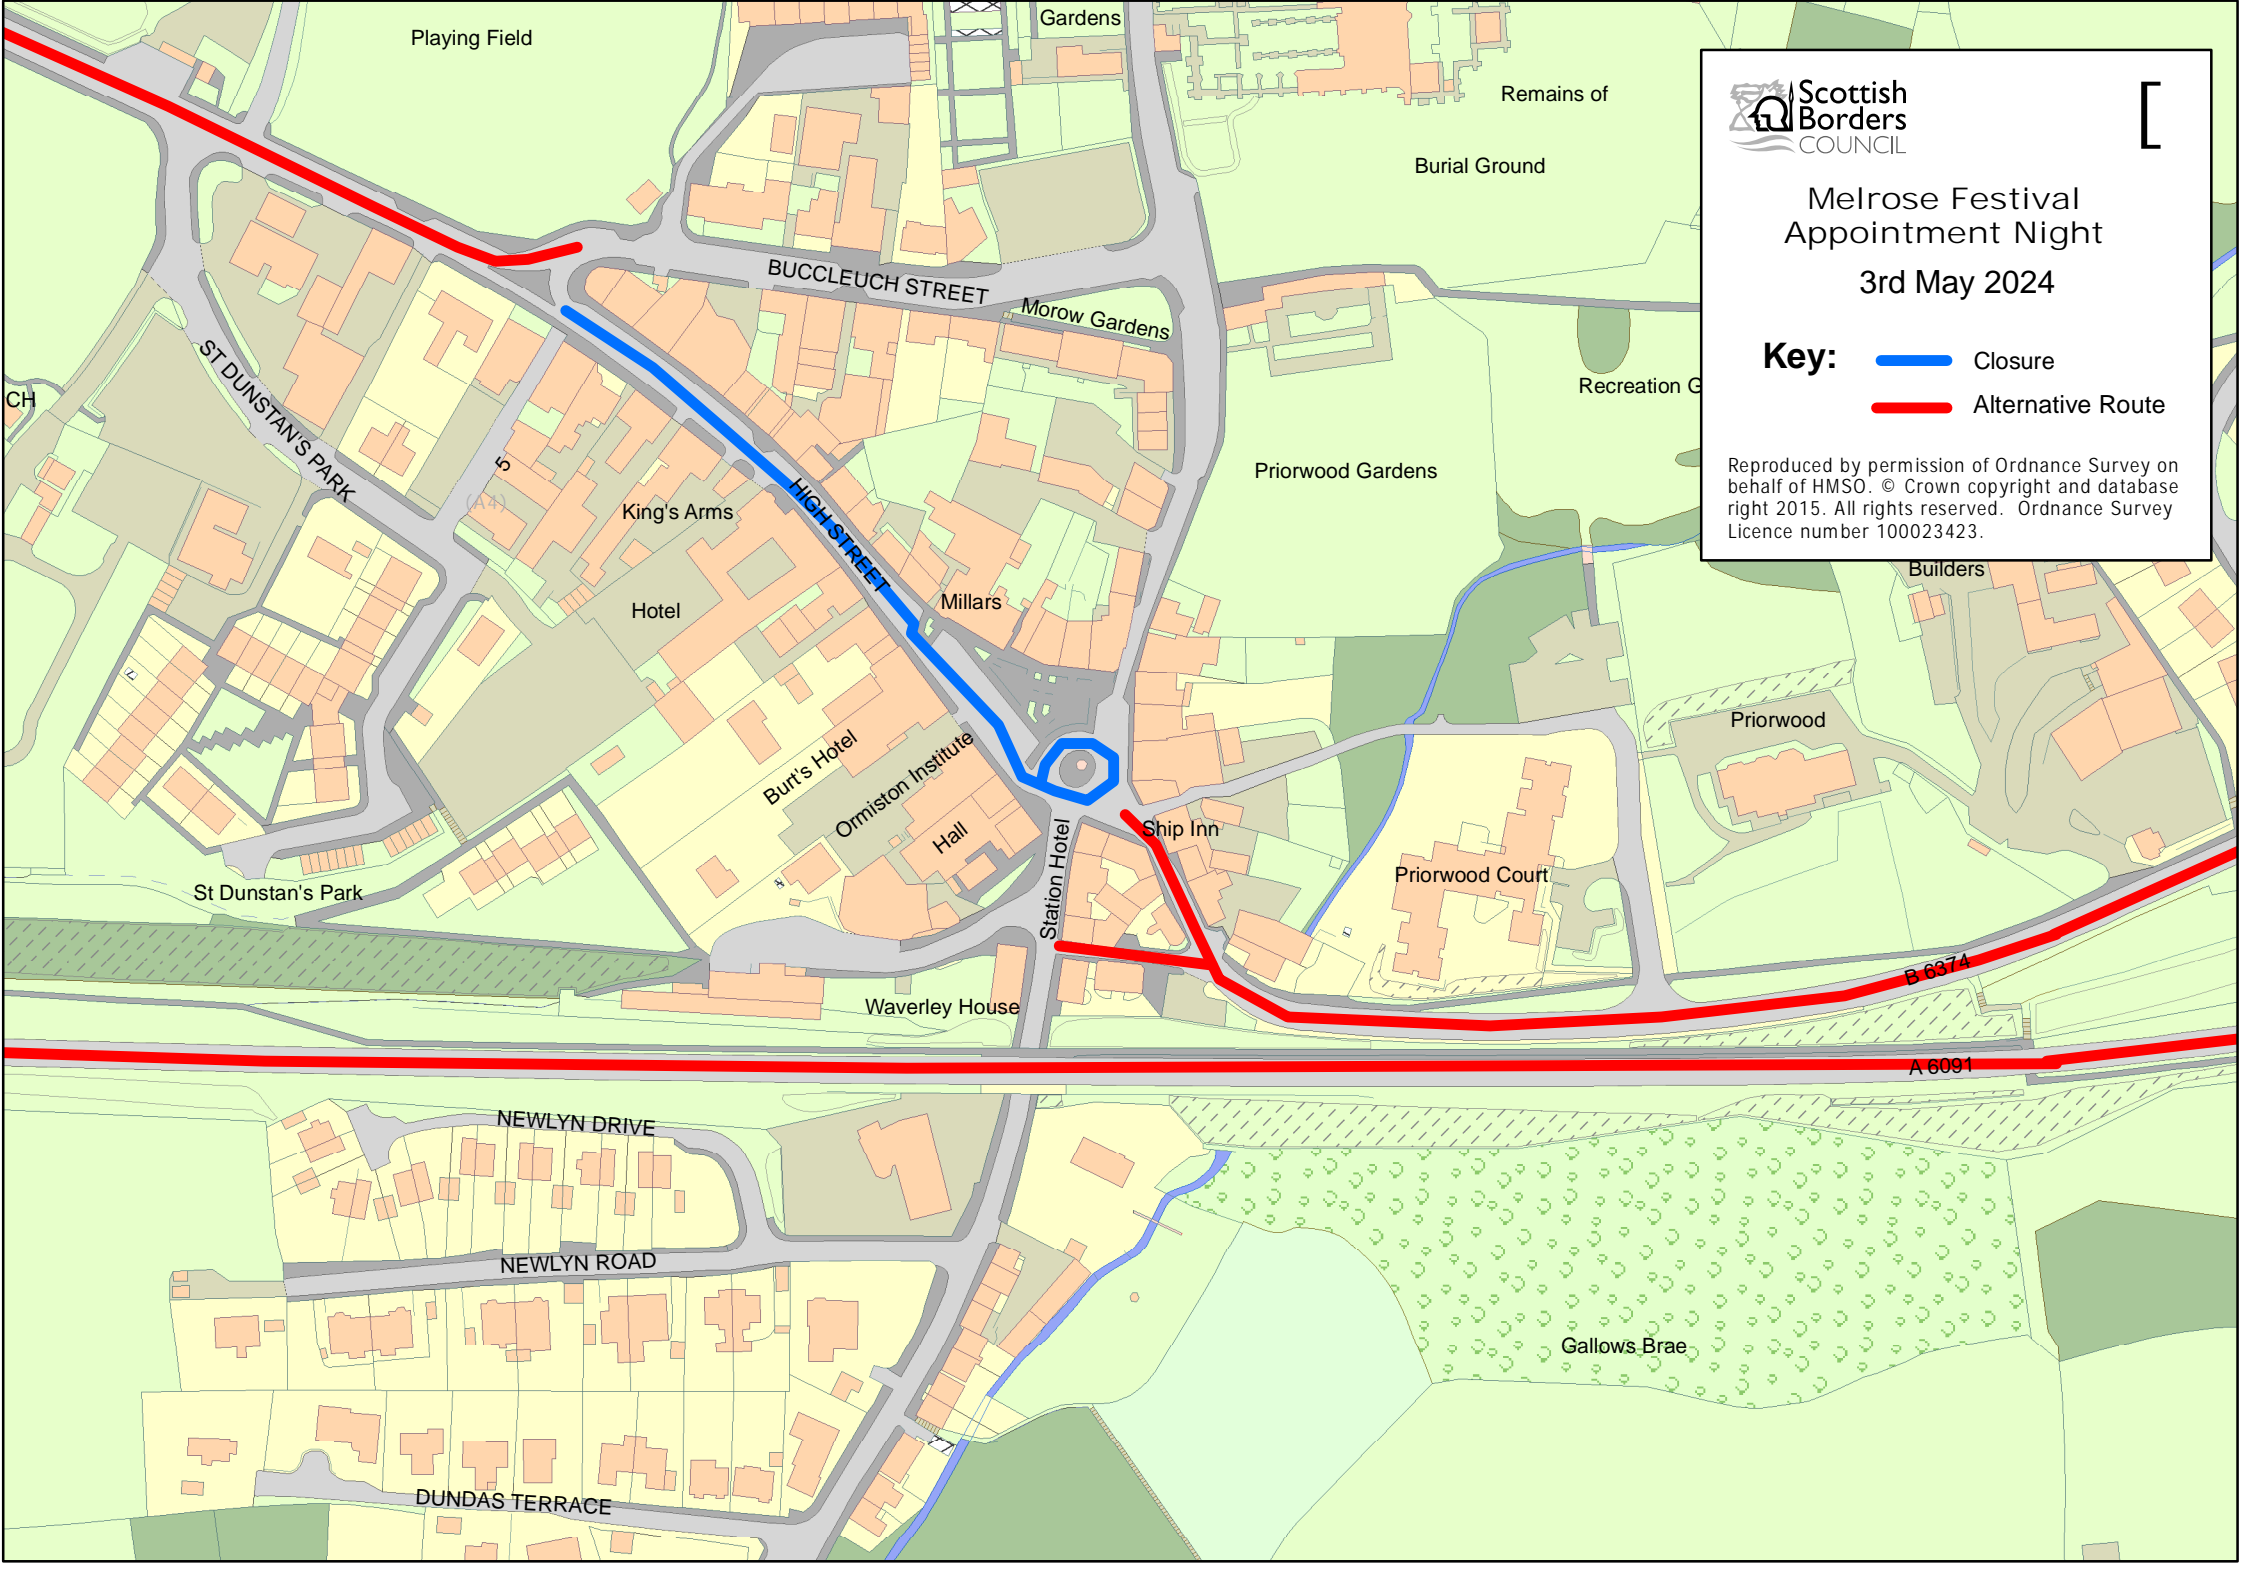 Playing Field
Gardens
Remains of
Burial Ground
Scottish
Borders
COUNCIL
[
Melrose Festival
Appointment Night
3rd May 2024
Key:
Closure
Alternative Route
Reproduced by permission of Ordnance Survey on
behalf of HMSO. © Crown copyright and database
right 2015. All rights reserved. Ordnance Survey
Licence number 100023423.
BUCCLEUCH STREET
Morow Gardens
ST DUNSTAN'S PARK
CH
5
(A4)
King's Arms
Hotel
HIGH STREET
Millars
Priorwood Gardens
Recreation G
Builders
Priorwood
Burt's Hotel
Ormiston Institute
Hall
Station Hotel
Ship Inn
Priorwood Court
St Dunstan's Park
Waverley House
B 6374
A 6091
NEWLYN DRIVE
NEWLYN ROAD
Gallows Brae
DUNDAS TERRACE